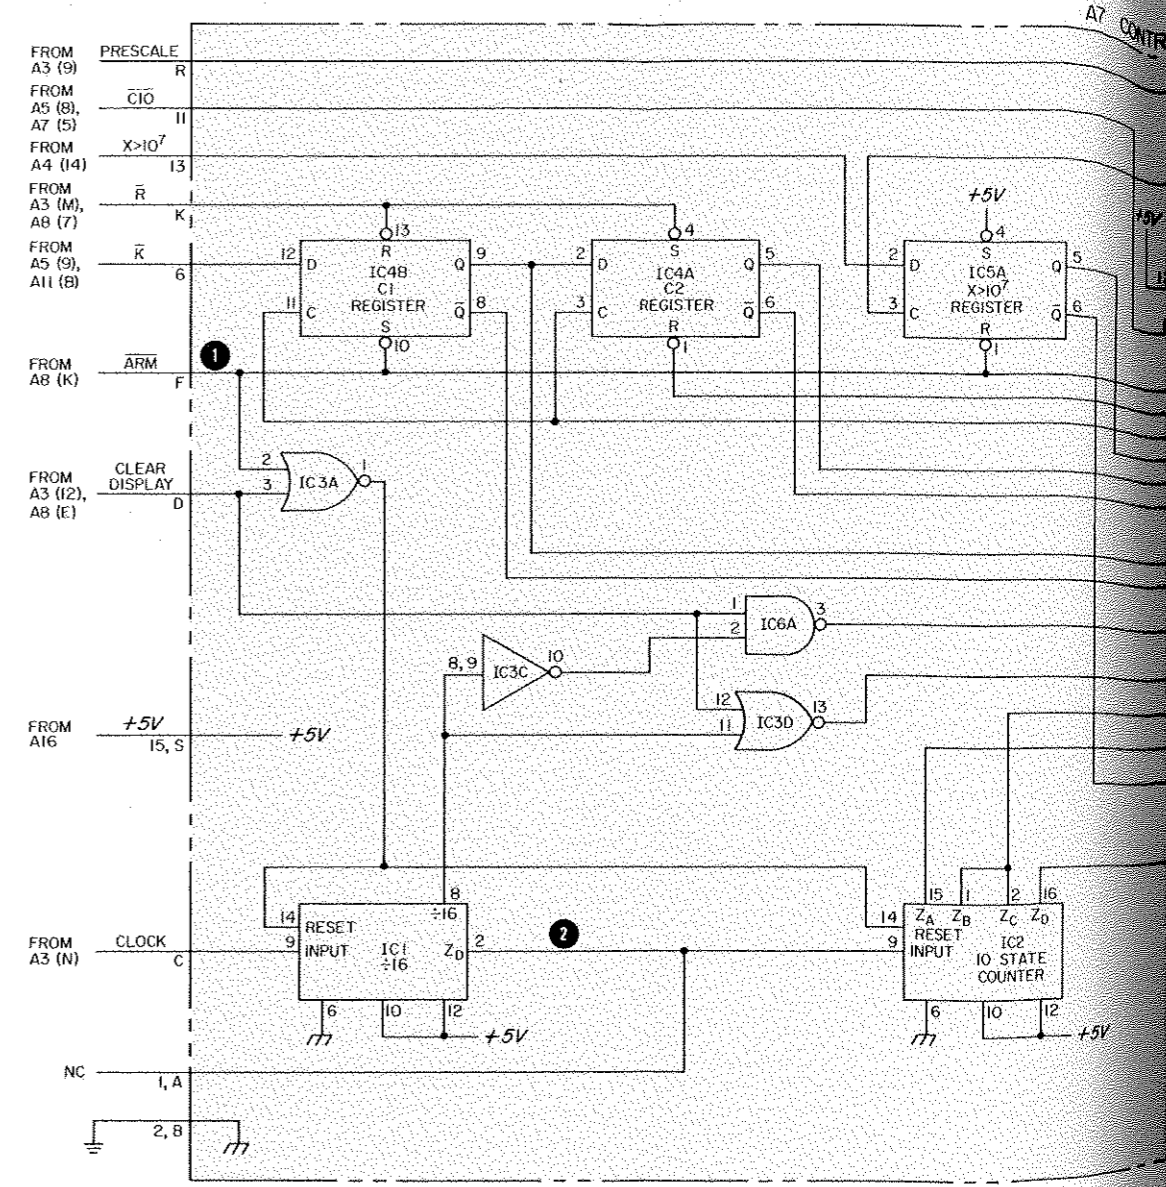 A7 CONTR
FROM
A3 (9)
PRESCALE
R
FROM
A5 (8),
A7 (5)
C̅I̅O̅
11
FROM
A4 (14)
X>10⁷
13
FROM
A3 (M),
A8 (7)
R̅
K
FROM
A5 (9),
A11 (8)
K̅
6
FROM
A8 (K)
A̅R̅M̅
F
1
FROM
A3 (12),
A8 (E)
CLEAR
DISPLAY
D
FROM
A16
+5V
15, S
+5V
FROM
A3 (N)
CLOCK
C
NC
1, A
2, B
13
R
12
D
IC4B
C1
REGISTER
Q
9
11
C
Q̅
8
S
10
4
S
2
D
IC4A
C2
REGISTER
Q
5
3
C
Q̅
6
R
1
+5V
4
S
2
D
IC5A
X>10⁷
REGISTER
Q
5
3
C
Q̅
6
R
1
+5V
1
2
3
IC3A
1
1
2
IC6A
3
8, 9
IC3C
10
12
11
IC3D
13
8
÷16
14
RESET
9
INPUT
IC1
÷16
Z_D
2
2
6
10
12
+5V
15
1
2
16
Z_A
Z_B
Z_C
Z_D
14
RESET
9
INPUT
IC2
10 STATE
COUNTER
6
10
12
+5V